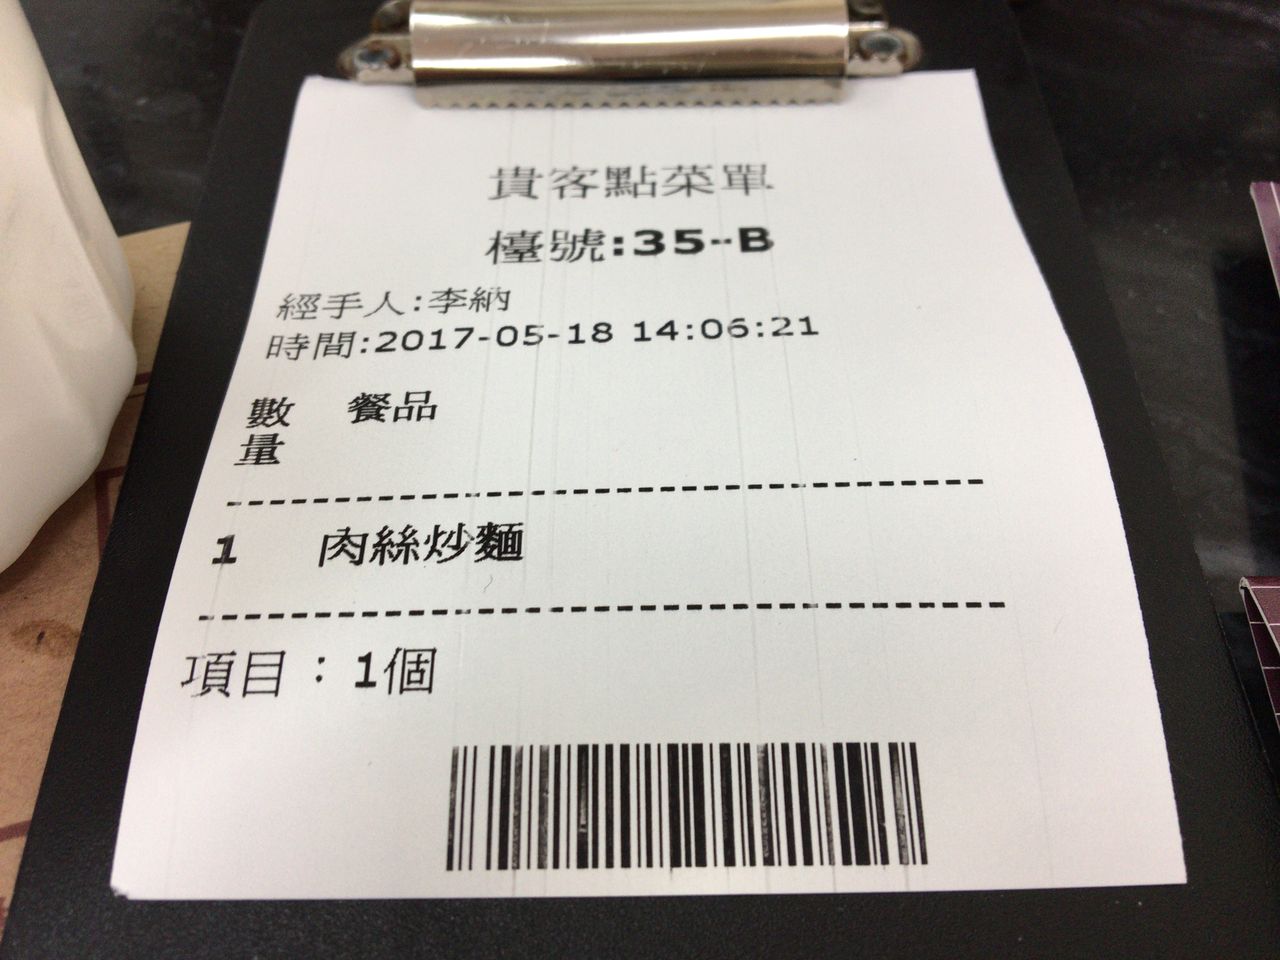 貴客點菜單
檯號:35-B
經手人:李納
時間:2017-05-18 14:06:21
數量 餐品
1 肉絲炒麵
項目：1個